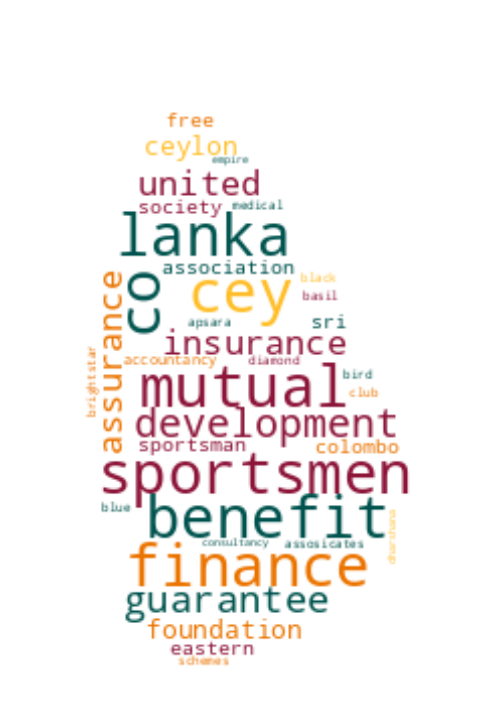 free
ceylon
empire
united
society medical
lanka
association
co
cey
black
basil
assurance
apsara
sri
insurance
brightstar
accountancy
diamond
mutual
bird
club
development
sportsman
colombo
sportsmen
blue
benefit
dharshana
consultancy
assosicates
finance
guarantee
foundation
eastern
schemes